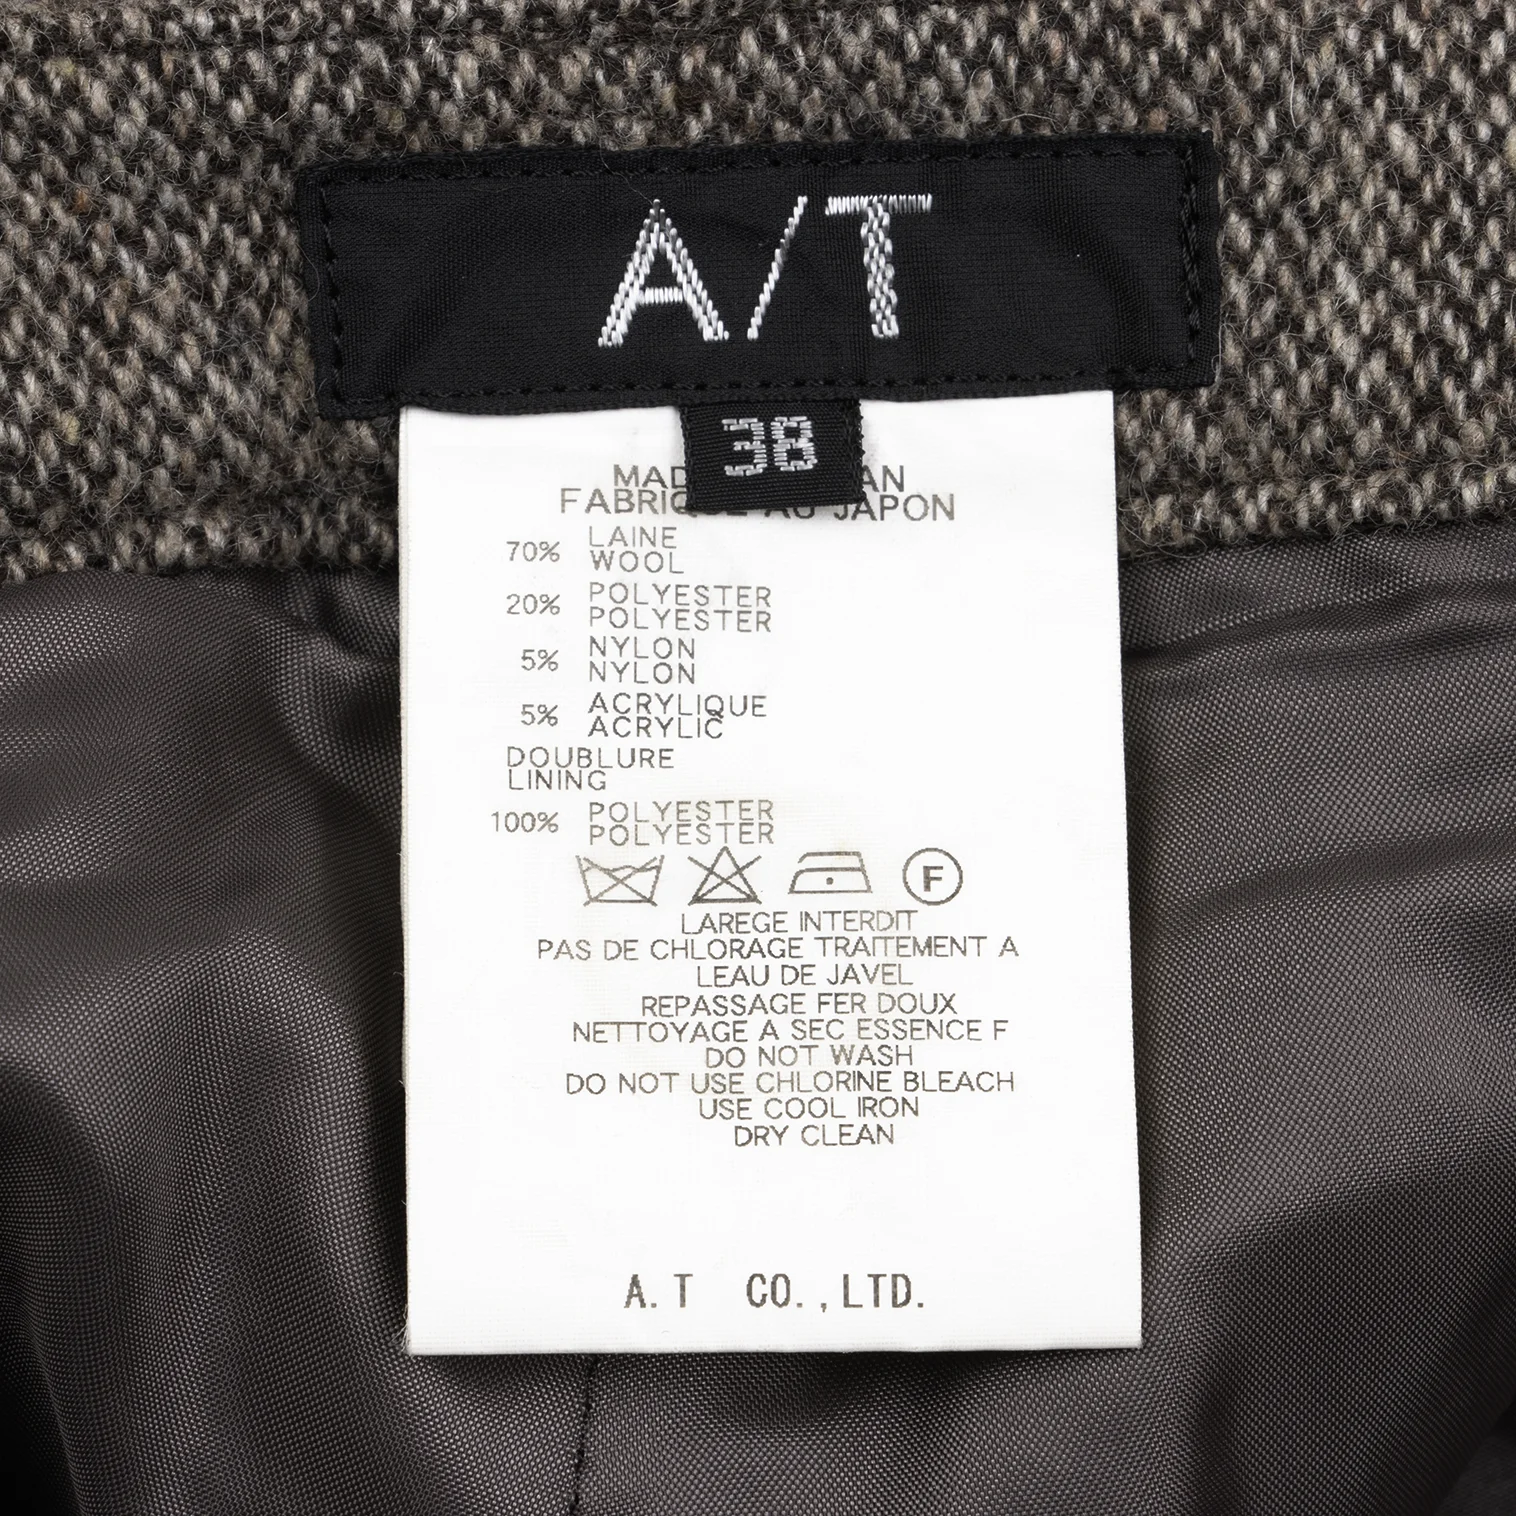 A/T
38
MAD AN
FABRIQUE AU JAPON
70% LAINE
WOOL
20% POLYESTER
POLYESTER
5% NYLON
NYLON
5% ACRYLIQUE
ACRYLIC
DOUBLURE
LINING
100% POLYESTER
POLYESTER
F
LAREGE INTERDIT
PAS DE CHLORAGE TRAITEMENT A
LEAU DE JAVEL
REPASSAGE FER DOUX
NETTOYAGE A SEC ESSENCE F
DO NOT WASH
DO NOT USE CHLORINE BLEACH
USE COOL IRON
DRY CLEAN
A.T CO.,LTD.